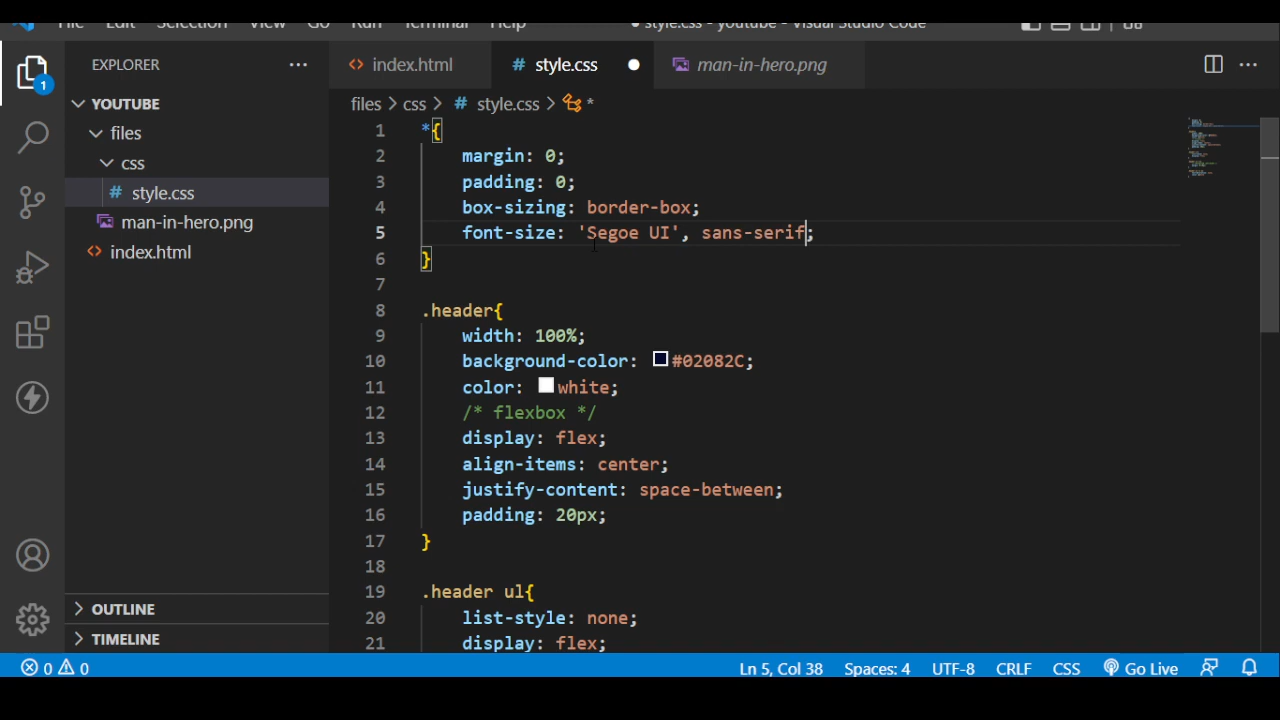 File Edit Selection View Go Run Terminal Help
● style.css - youtube - Visual Studio Code
EXPLORER ···
<> index.html
# style.css ●
man-in-hero.png
···
1
YOUTUBE
files
css
# style.css
man-in-hero.png
<> index.html
files > css > # style.css > *
1 *{
2 margin: 0;
3 padding: 0;
4 box-sizing: border-box;
5 font-size: 'Segoe UI', sans-serif;
6 }
7
8 .header{
9 width: 100%;
10 background-color: #02082C;
11 color: white;
12 /* flexbox */
13 display: flex;
14 align-items: center;
15 justify-content: space-between;
16 padding: 20px;
17 }
18
19 .header ul{
20 list-style: none;
21 display: flex;
OUTLINE
TIMELINE
0 0
Ln 5, Col 38 Spaces: 4 UTF-8 CRLF CSS Go Live